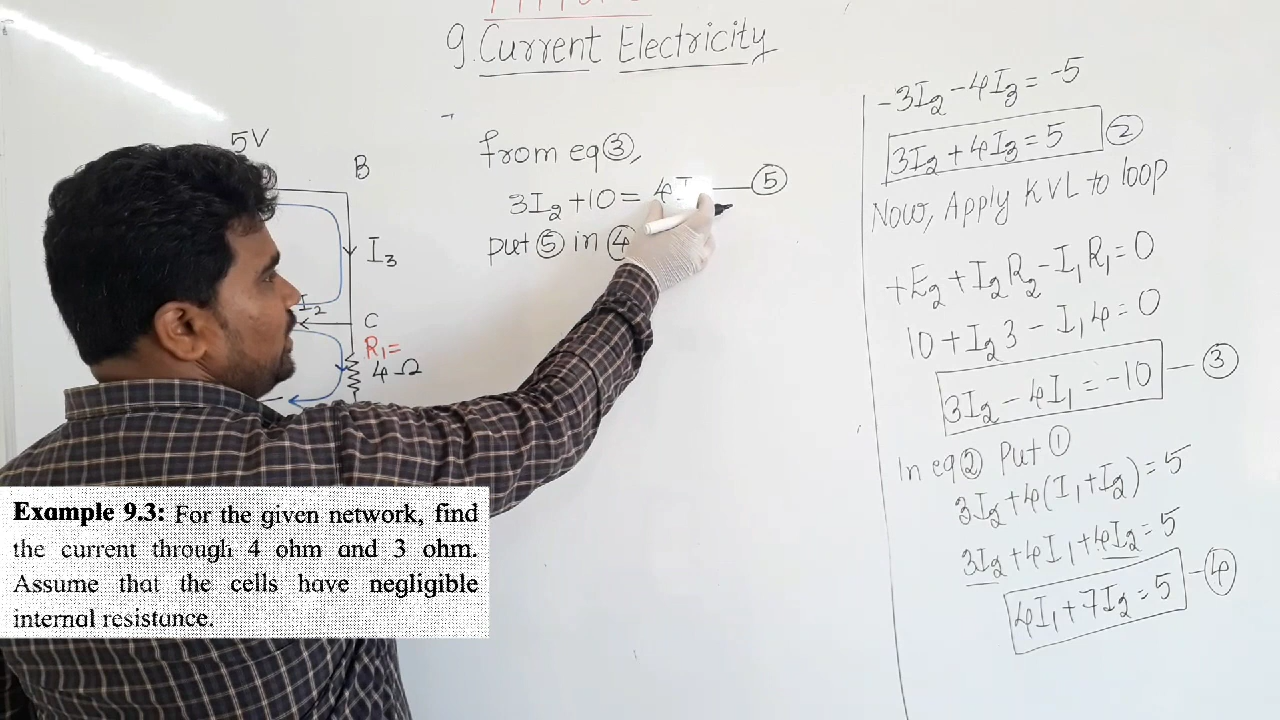 9. Current Electricity
5V
B
I₃
I₂
C
R₁=
4Ω
from eq ③,
3I₂+10 = 4I — ⑤
put ⑤ in ④
-3I₂-4I₃=-5
3I₂+4I₃=5 ②
Now, Apply KVL to loop
+E₂+I₂R₂-I₁R₁=0
10+I₂3-I₁4=0
3I₂-4I₁=-10 — ③
In eq② Put ①
3I₂+4(I₁+I₂)=5
3I₂+4I₁+4I₂=5
4I₁+7I₂=5 - ④
Example 9.3: For the given network, find
the current through 4 ohm and 3 ohm.
Assume that the cells have negligible
internal resistance.